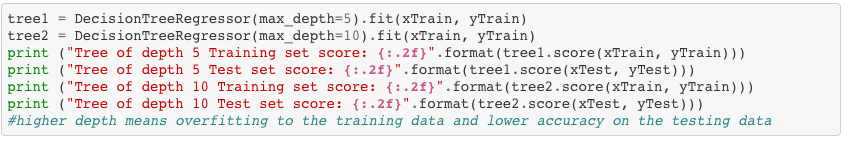 tree1 = DecisionTreeRegressor(max_depth=5).fit(xTrain, yTrain)
tree2 = DecisionTreeRegressor(max_depth=10).fit(xTrain, yTrain)
print ("Tree of depth 5 Training set score: {:.2f}".format(tree1.score(xTrain, yTrain)))
print ("Tree of depth 5 Test set score: {:.2f}".format(tree1.score(xTest, yTest)))
print ("Tree of depth 10 Training set score: {:.2f}".format(tree2.score(xTrain, yTrain)))
print ("Tree of depth 10 Test set score: {:.2f}".format(tree2.score(xTest, yTest)))
#higher depth means overfitting to the training data and lower accuracy on the testing data